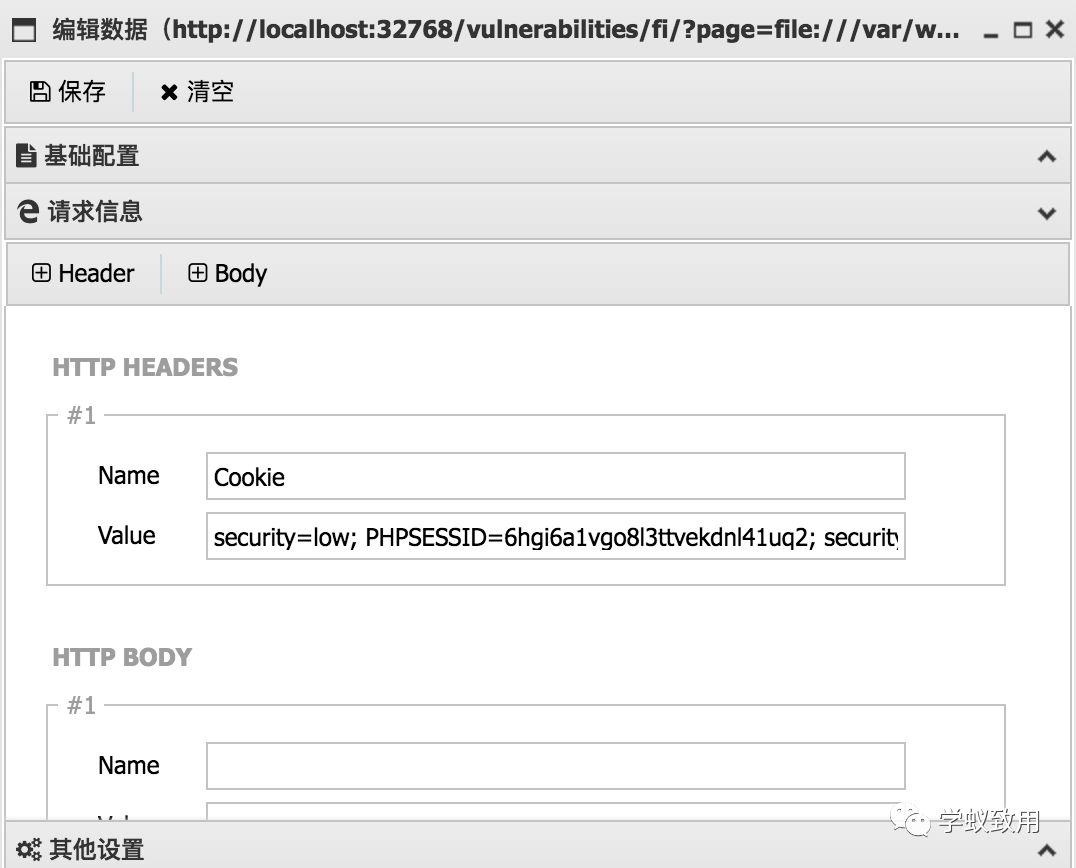 编辑数据（http://localhost:32768/vulnerabilities/fi/?page=file:///var/w...
保存 清空
基础配置
请求信息
Header Body
HTTP HEADERS
#1
Name Cookie
Value security=low; PHPSESSID=6hgi6a1vgo8l3ttvekdnl41uq2; security
HTTP BODY
#1
Name
学蚁致用
其他设置